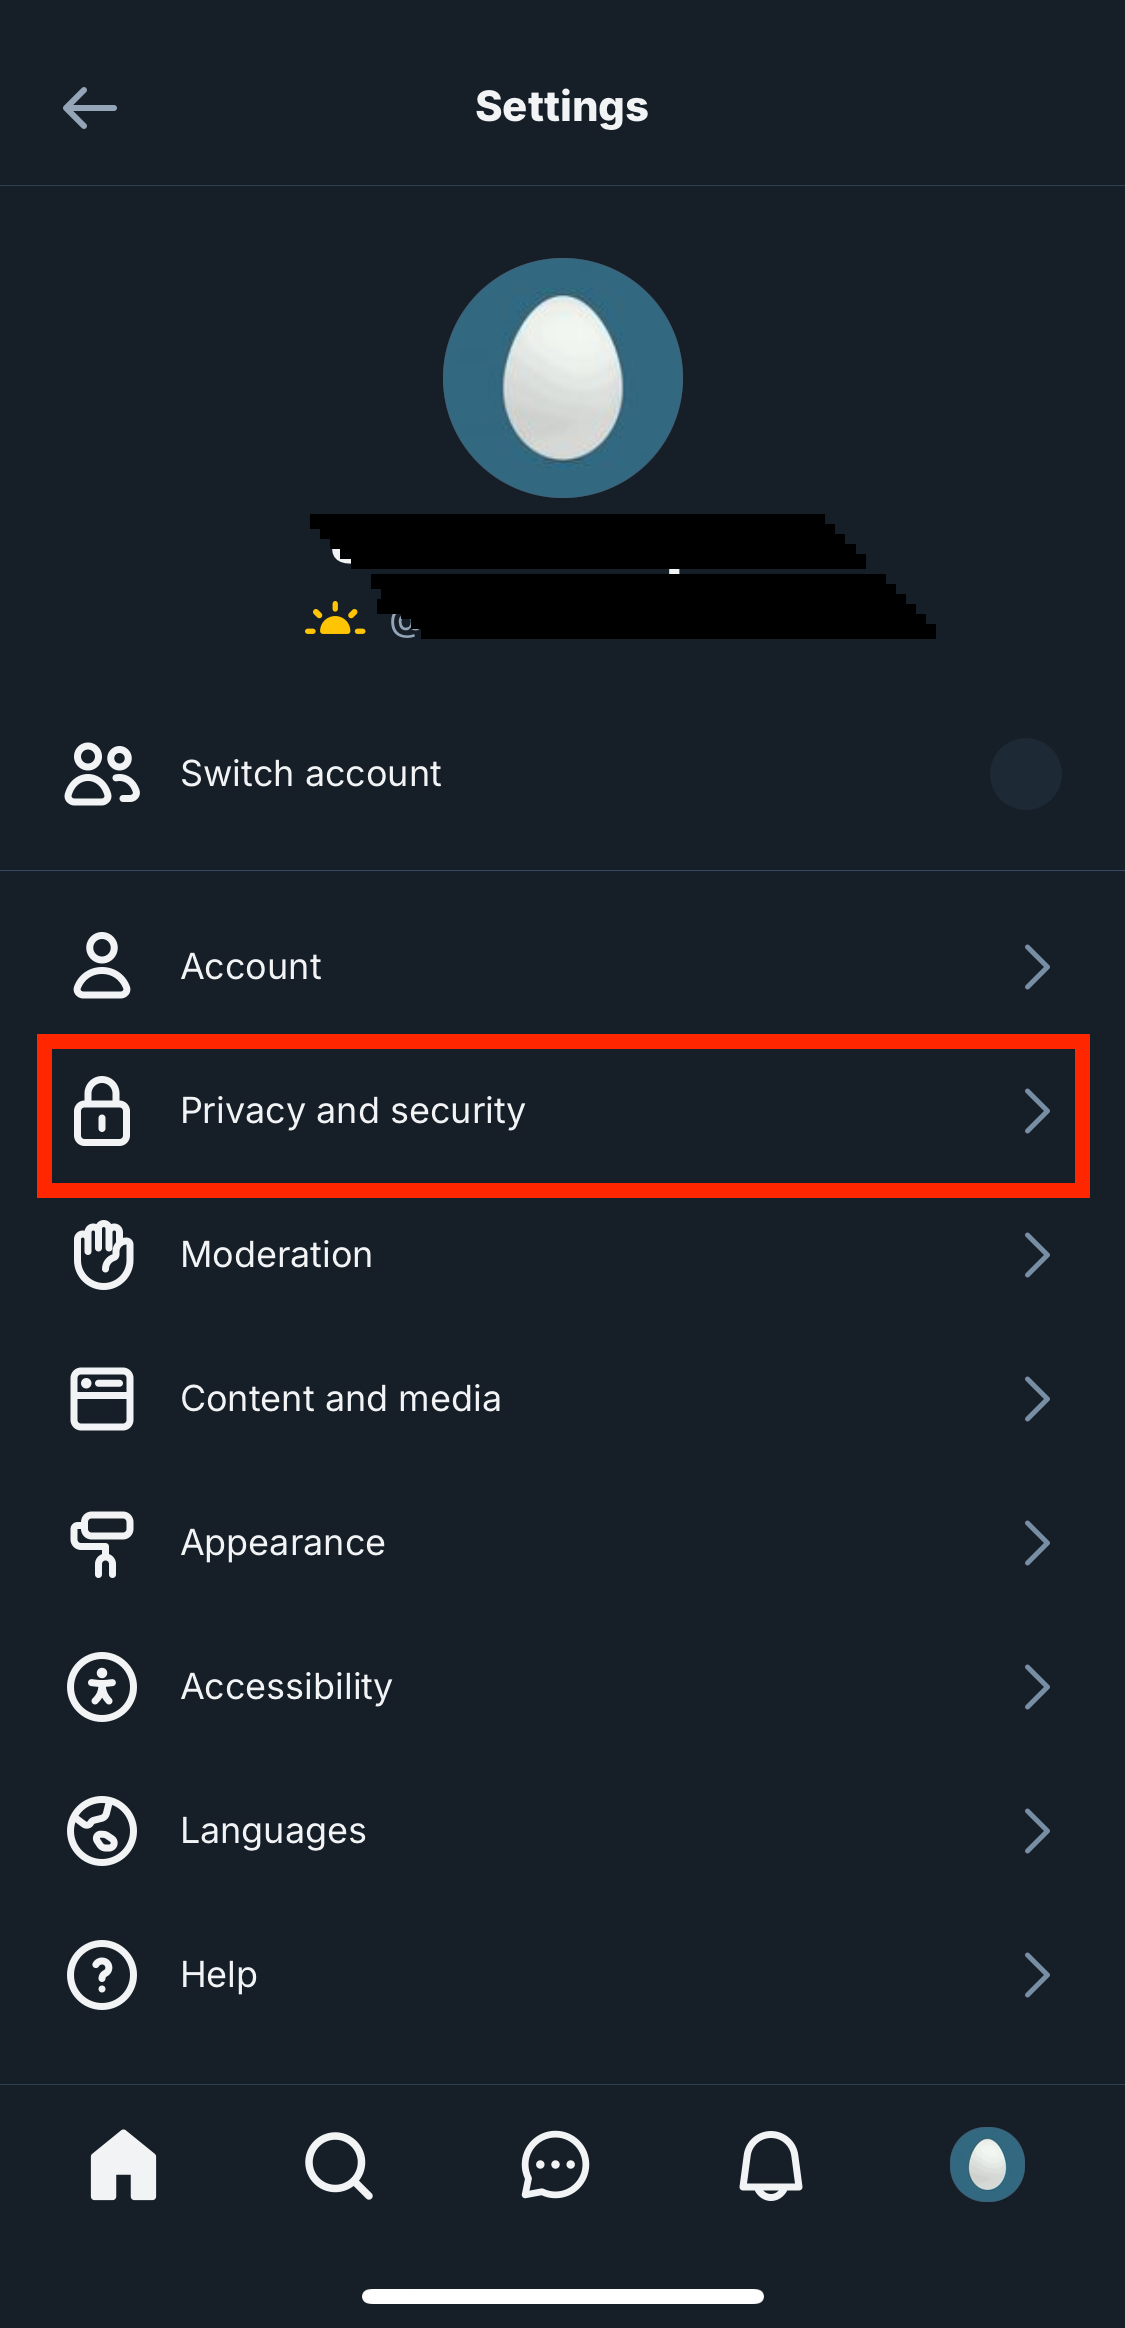 Settings
@
Switch account
Account
Privacy and security
Moderation
Content and media
Appearance
Accessibility
Languages
Help